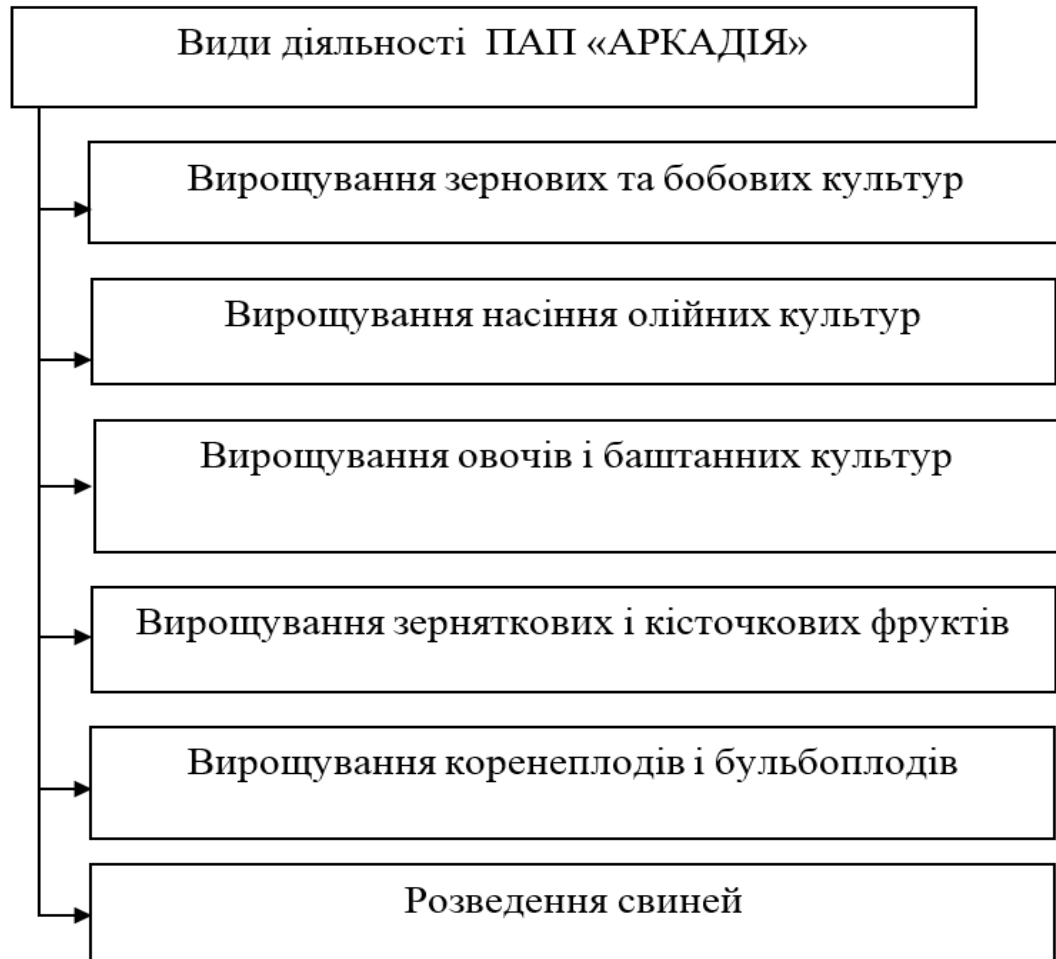 Види діяльності ПАП «АРКАДІЯ»
Вирощування зернових та бобових культур
Вирощування насіння олійних культур
Вирощування овочів і баштанних культур
Вирощування зерняткових і кісточкових фруктів
Вирощування коренеплодів і бульбоплодів
Розведення свиней